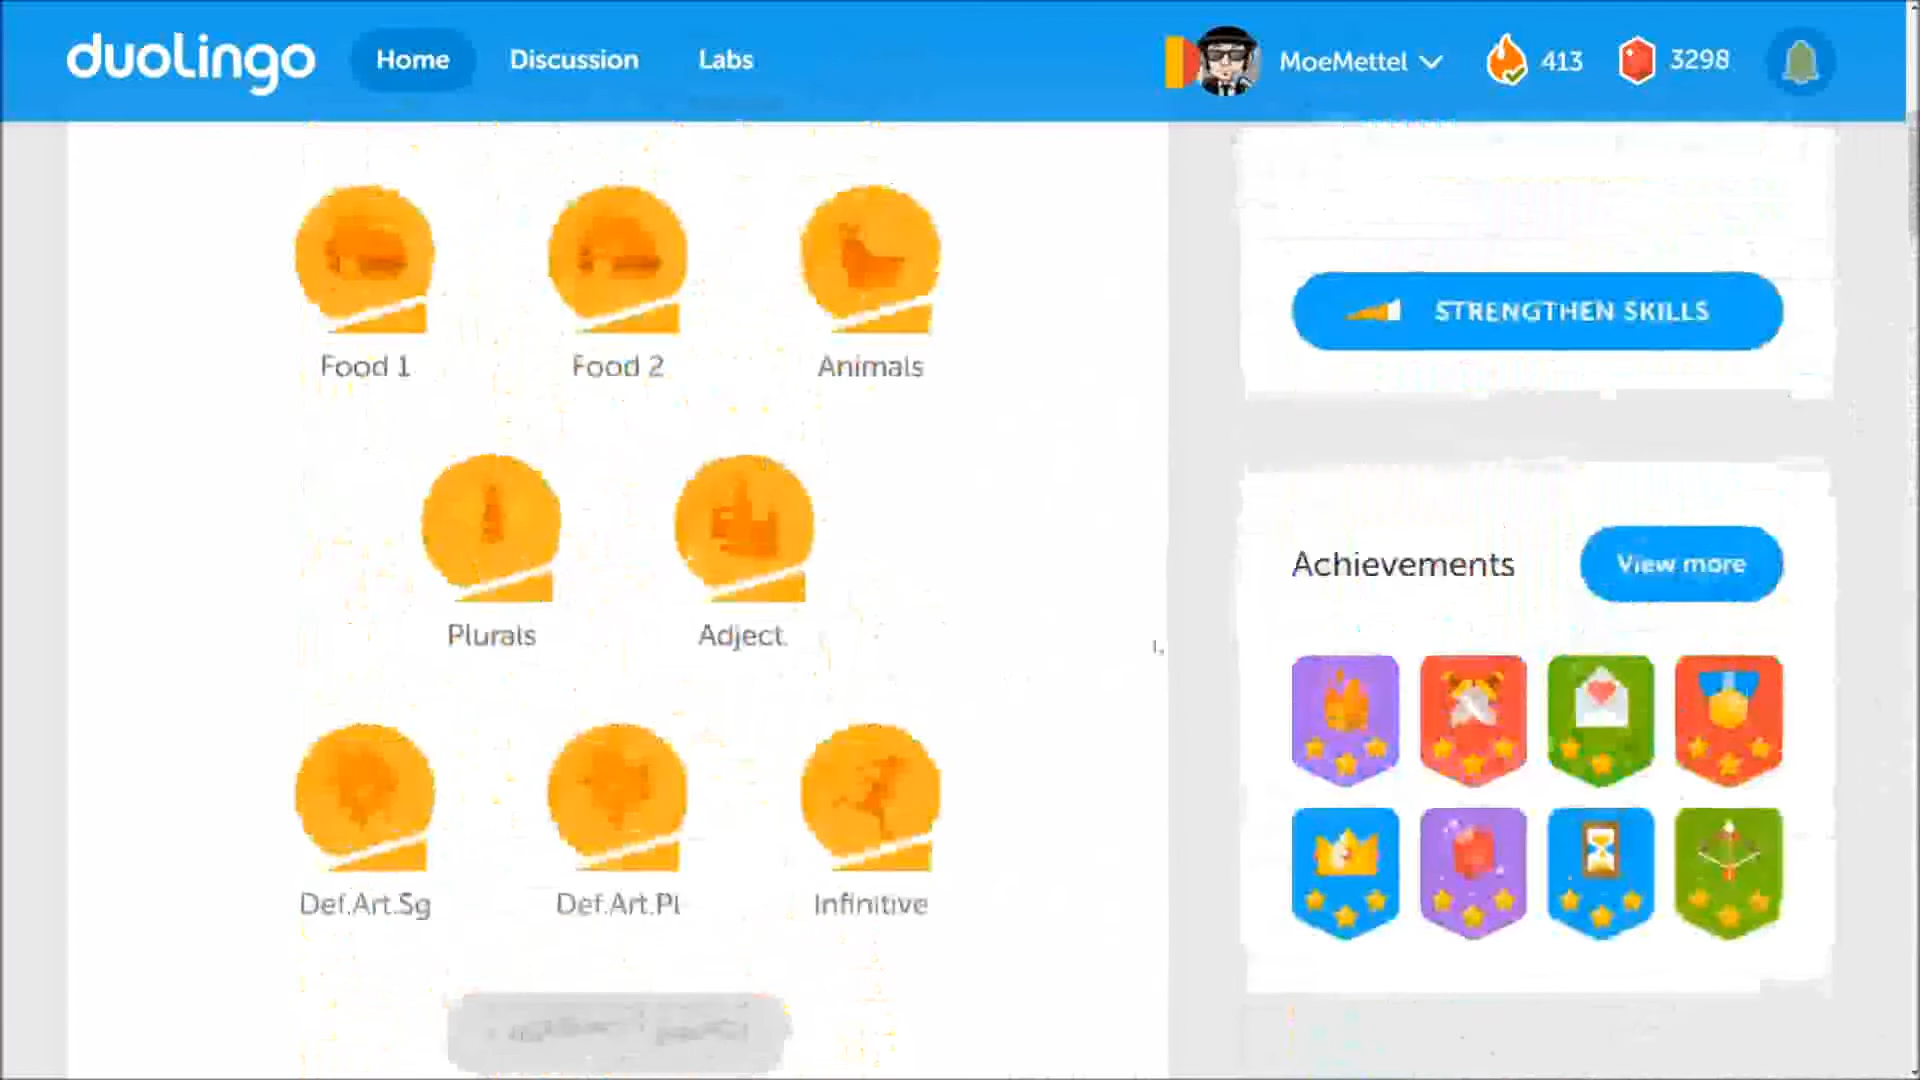 duolingo Home Discussion Labs MoeMettel 413 3298
Food 1 Food 2 Animals
STRENGTHEN SKILLS
Plurals Adject.
Achievements View more
Def.Art.Sg Def.Art.Pl Infinitive